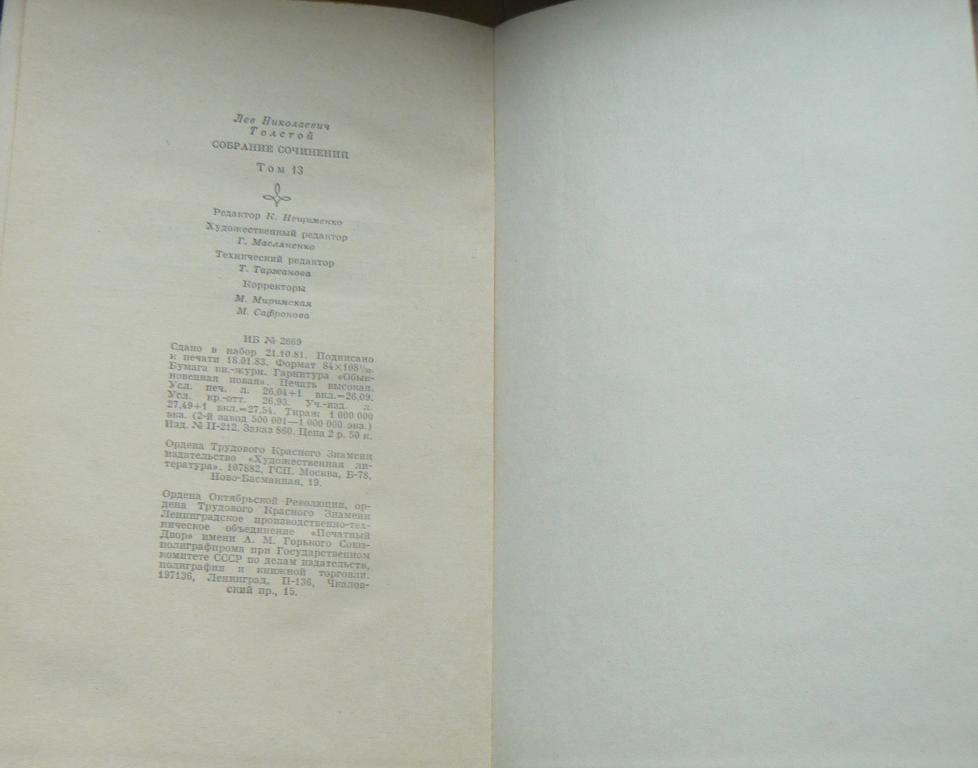 Лев Николаевич
Толстой
СОБРАНИЕ СОЧИНЕНИЙ
Том 13
Редактор К. Нещименко
Художественный редактор
Г. Масляненко
Технический редактор
Т. Таржанова
Корректоры
М. Миримская
М. Сафронова
ИБ № 2669
Сдано в набор 21.10.81. Подписано
к печати 18.01.83. Формат 84×108 1/32.
Бумага кн.-журн. Гарнитура «Обык-
новенная новая». Печать высокая.
Усл. печ. л. 26,04+1 вкл.=26,09.
Усл. кр.-отт. 26,93. Уч.-изд. л.
27,49+1 вкл.=27,54. Тираж 1 000 000
экз. (2-й завод 500 001—1 000 000 экз.)
Изд. № II-212. Заказ 860. Цена 2 р. 50 к.
Ордена Трудового Красного Знамени
издательство «Художественная ли-
тература». 107882, ГСП. Москва, Б-78,
Ново-Басманная, 19.
Ордена Октябрьской Революции, ор-
дена Трудового Красного Знамени
Ленинградское производственно-тех-
ническое объединение «Печатный
Двор» имени А. М. Горького Союз-
полиграфпрома при Государственном
комитете СССР по делам издательств,
полиграфии и книжной торговли.
197136, Ленинград, П-136, Чкалов-
ский пр., 15.